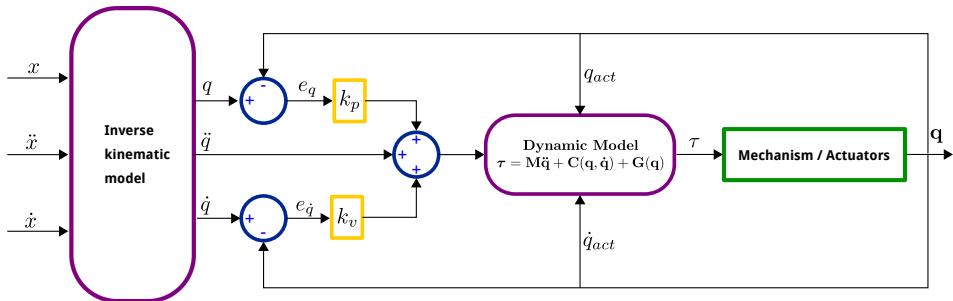 x
ẍ
ẋ
Inverse
kinematic
model
q
q̈
q̇
-
+
e_q
k_p
+
+
+
+
-
e_q̇
k_v
q_act
Dynamic Model
τ = Mq̈ + C(q, q̇) + G(q)
q̇_act
τ
Mechanism / Actuators
q